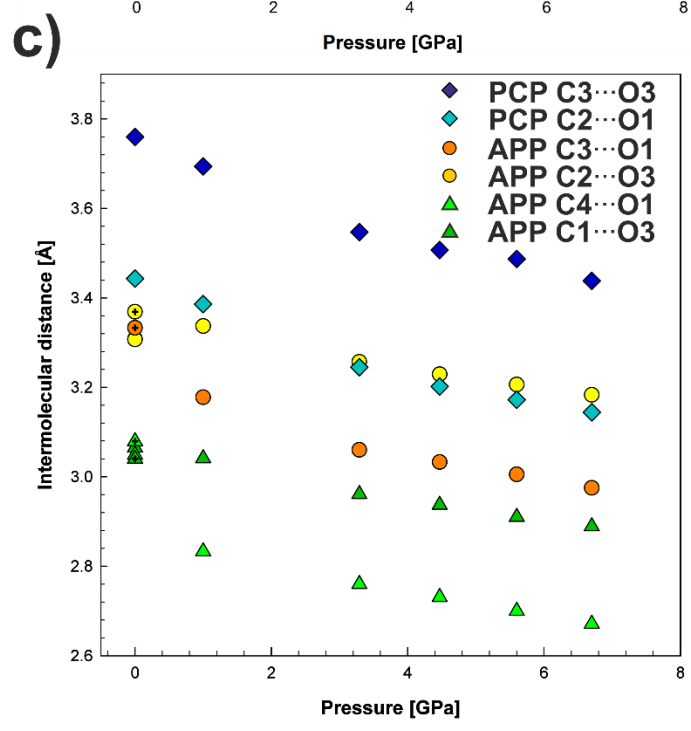 0 2 4 6 8
Pressure [GPa]
c)
PCP C3···O3
PCP C2···O1
APP C3···O1
APP C2···O3
APP C4···O1
APP C1···O3
3.8
3.6
3.4
3.2
3.0
2.8
2.6
Intermolecular distance [Å]
0 2 4 6 8
Pressure [GPa]